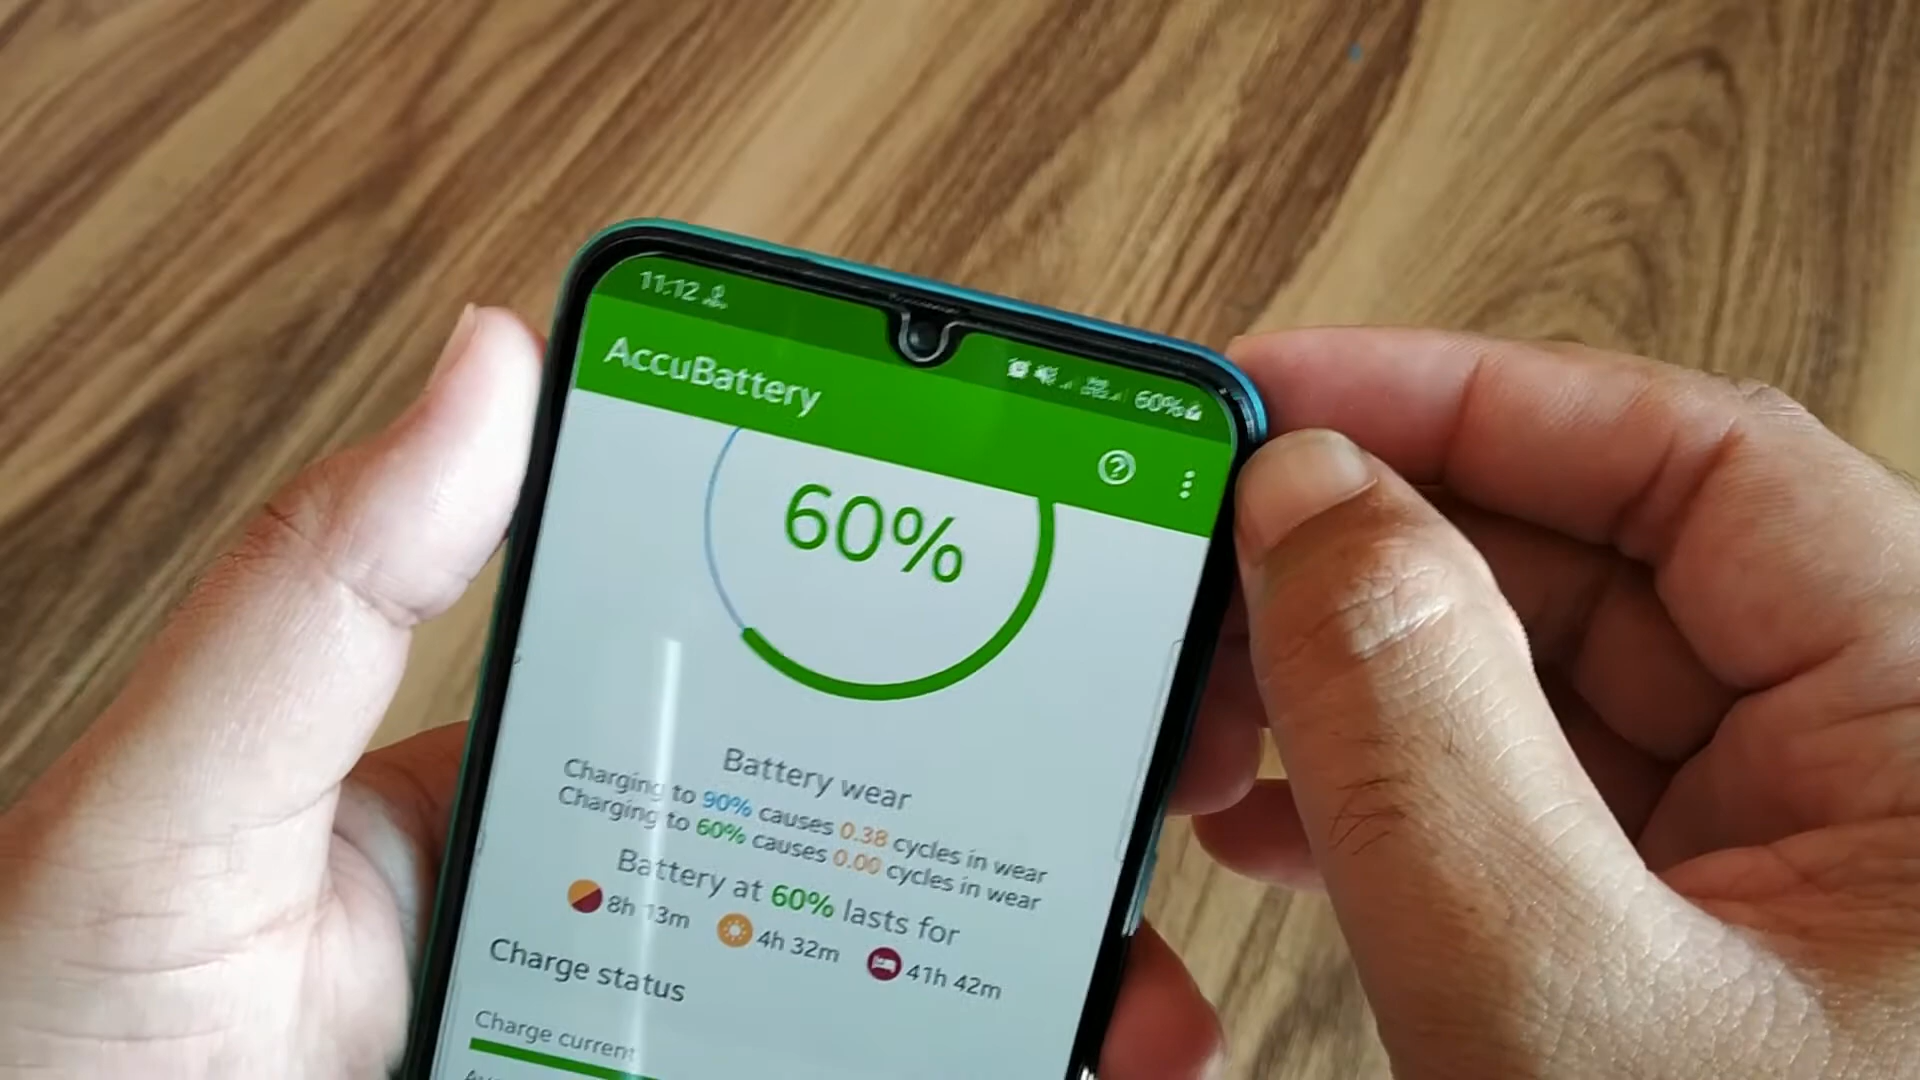 11:12
60%
AccuBattery
60%
Battery wear
Charging to 90% causes 0.38 cycles in wear
Charging to 60% causes 0.00 cycles in wear
Battery at 60% lasts for
8h 13m 4h 32m 41h 42m
Charge status
Charge current